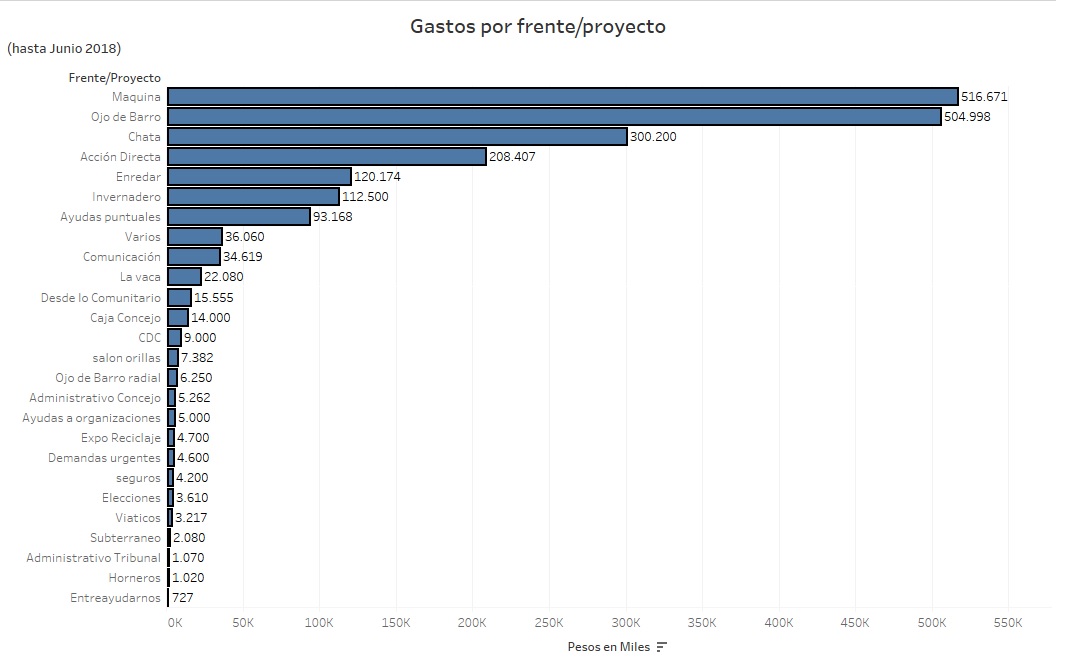 Gastos por frente/proyecto
(hasta Junio 2018)
Frente/Proyecto
Maquina 516.671
Ojo de Barro 504.998
Chata 300.200
Acción Directa 208.407
Enredar 120.174
Invernadero 112.500
Ayudas puntuales 93.168
Varios 36.060
Comunicación 34.619
La vaca 22.080
Desde lo Comunitario 15.555
Caja Concejo 14.000
CDC 9.000
salon orillas 7.382
Ojo de Barro radial 6.250
Administrativo Concejo 5.262
Ayudas a organizaciones 5.000
Expo Reciclaje 4.700
Demandas urgentes 4.600
seguros 4.200
Elecciones 3.610
Viaticos 3.217
Subterraneo 2.080
Administrativo Tribunal 1.070
Horneros 1.020
Entreayudarnos 727
0K 50K 100K 150K 200K 250K 300K 350K 400K 450K 500K 550K
Pesos en Miles